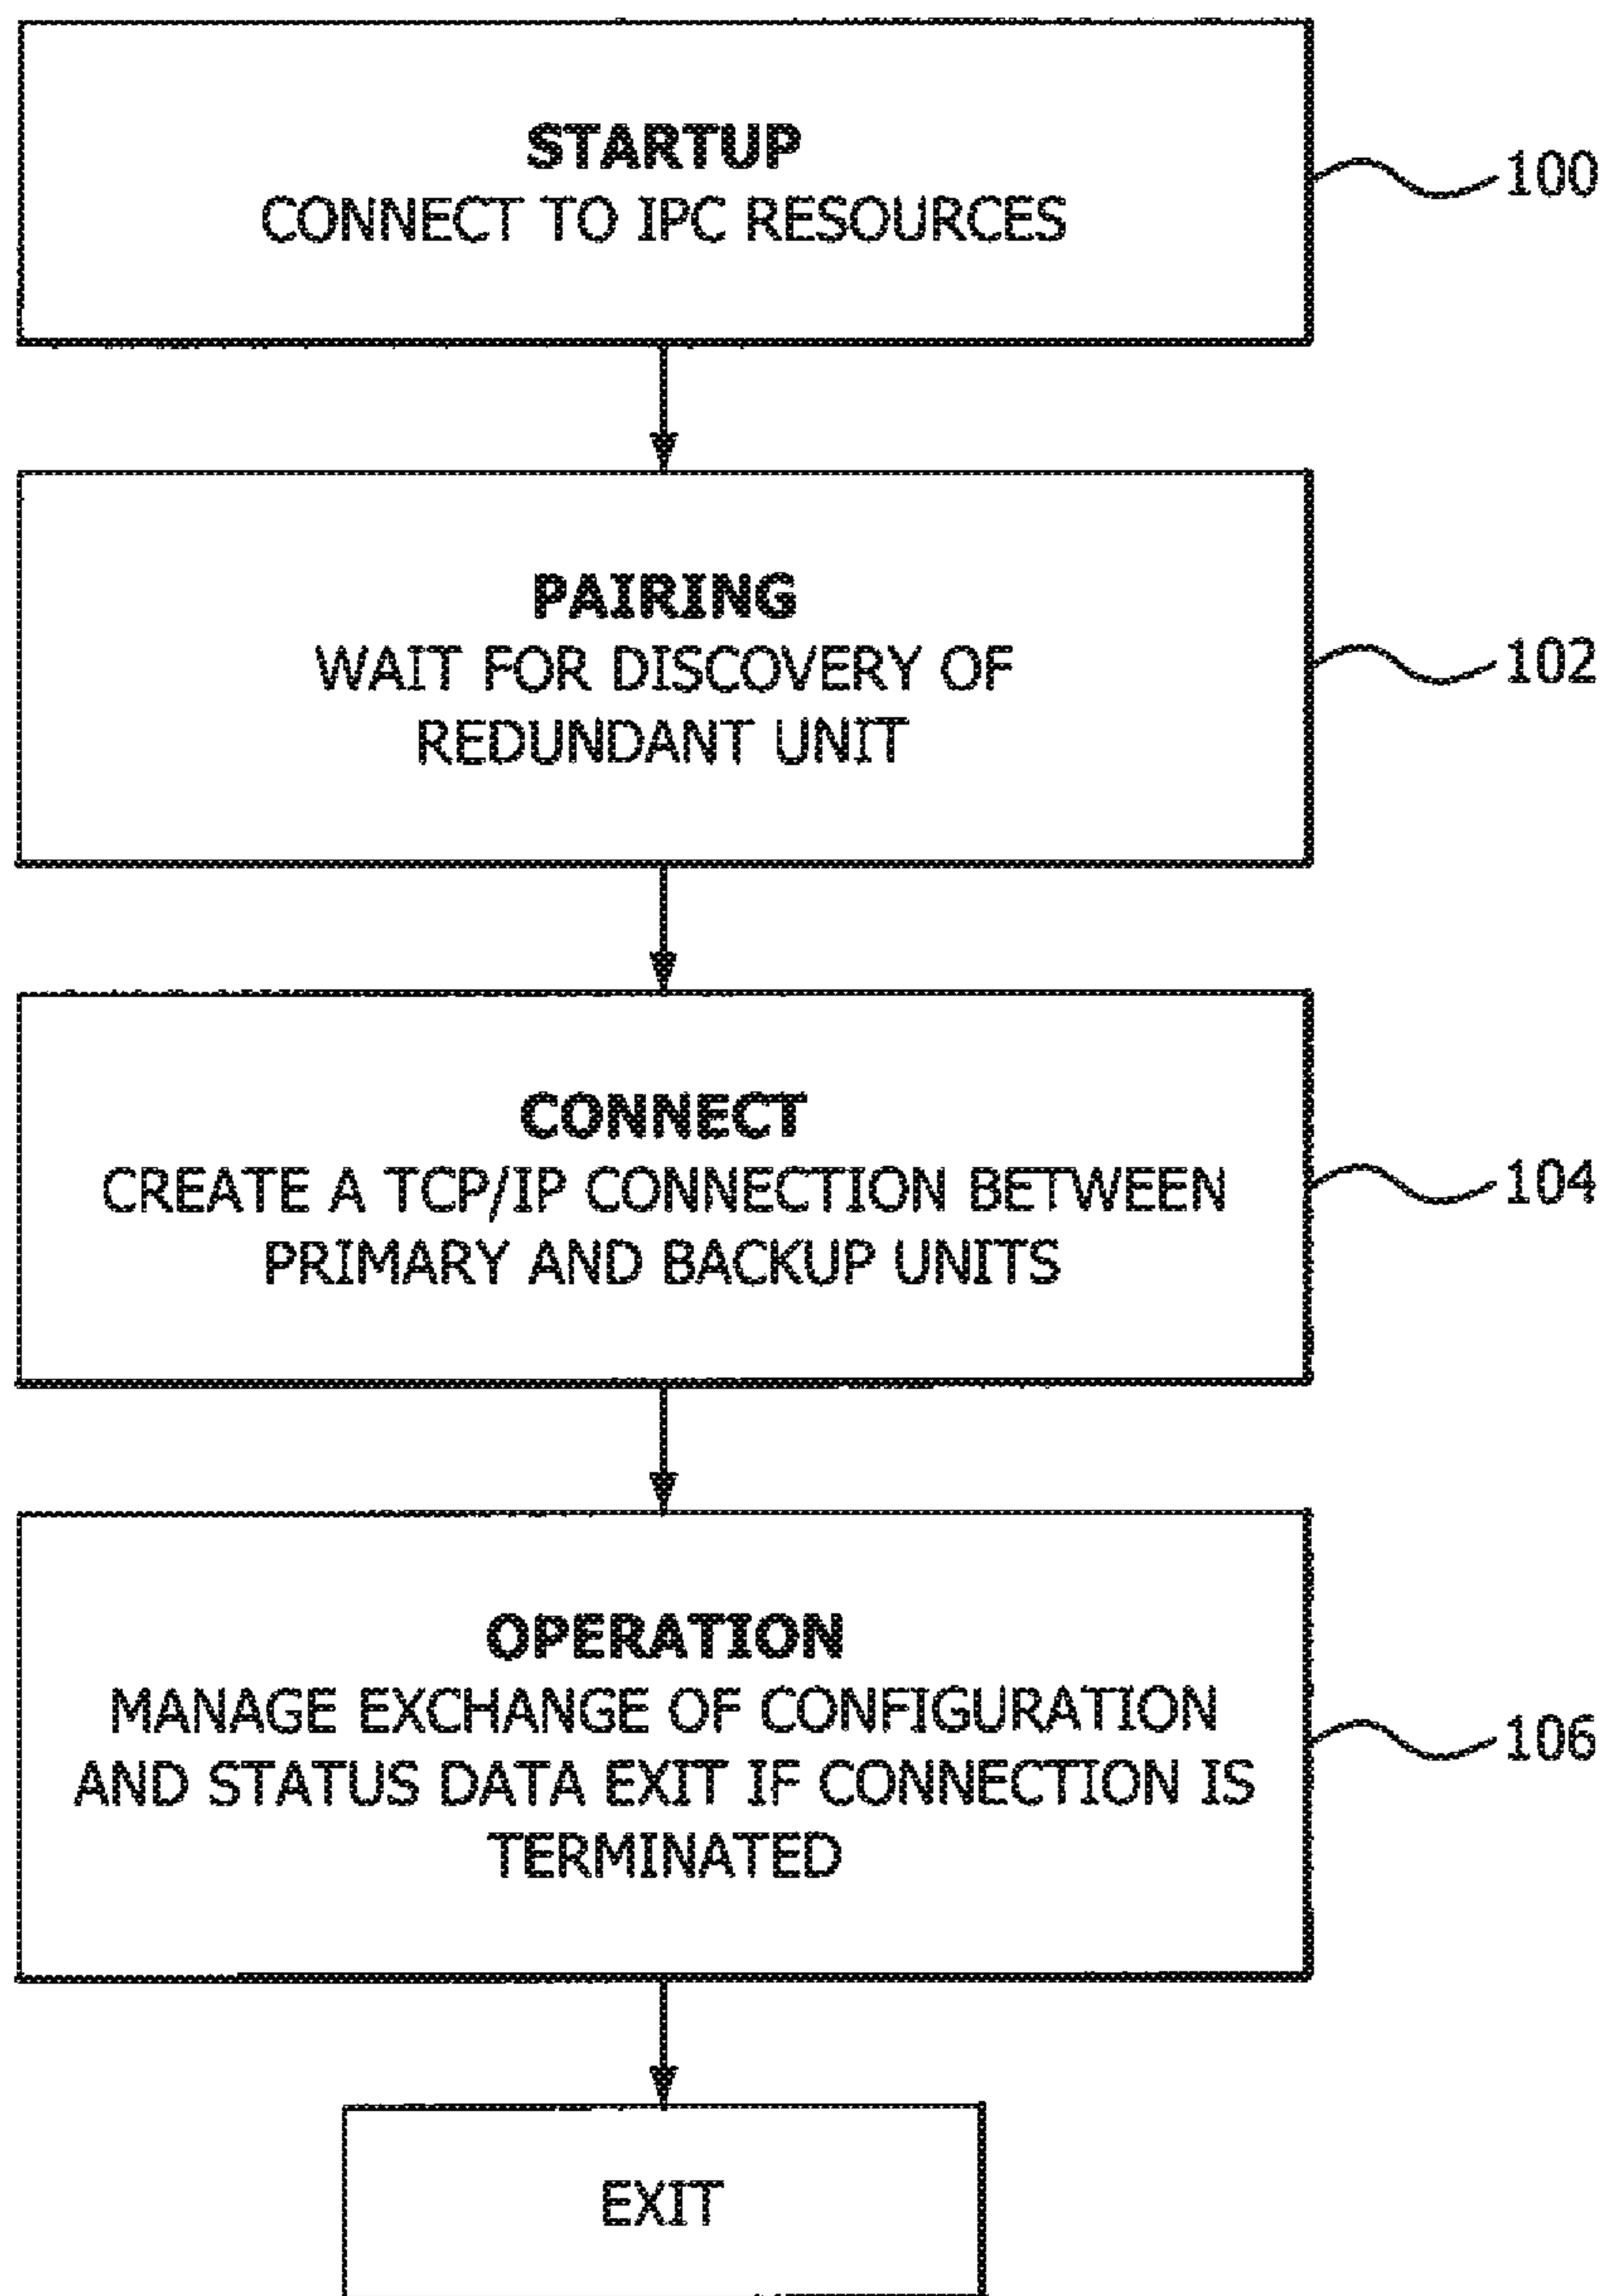 STARTUP
CONNECT TO IPC RESOURCES
100
PAIRING
WAIT FOR DISCOVERY OF
REDUNDANT UNIT
102
CONNECT
CREATE A TCP/IP CONNECTION BETWEEN
PRIMARY AND BACKUP UNITS
104
OPERATION
MANAGE EXCHANGE OF CONFIGURATION
AND STATUS DATA EXIT IF CONNECTION IS
TERMINATED
106
EXIT